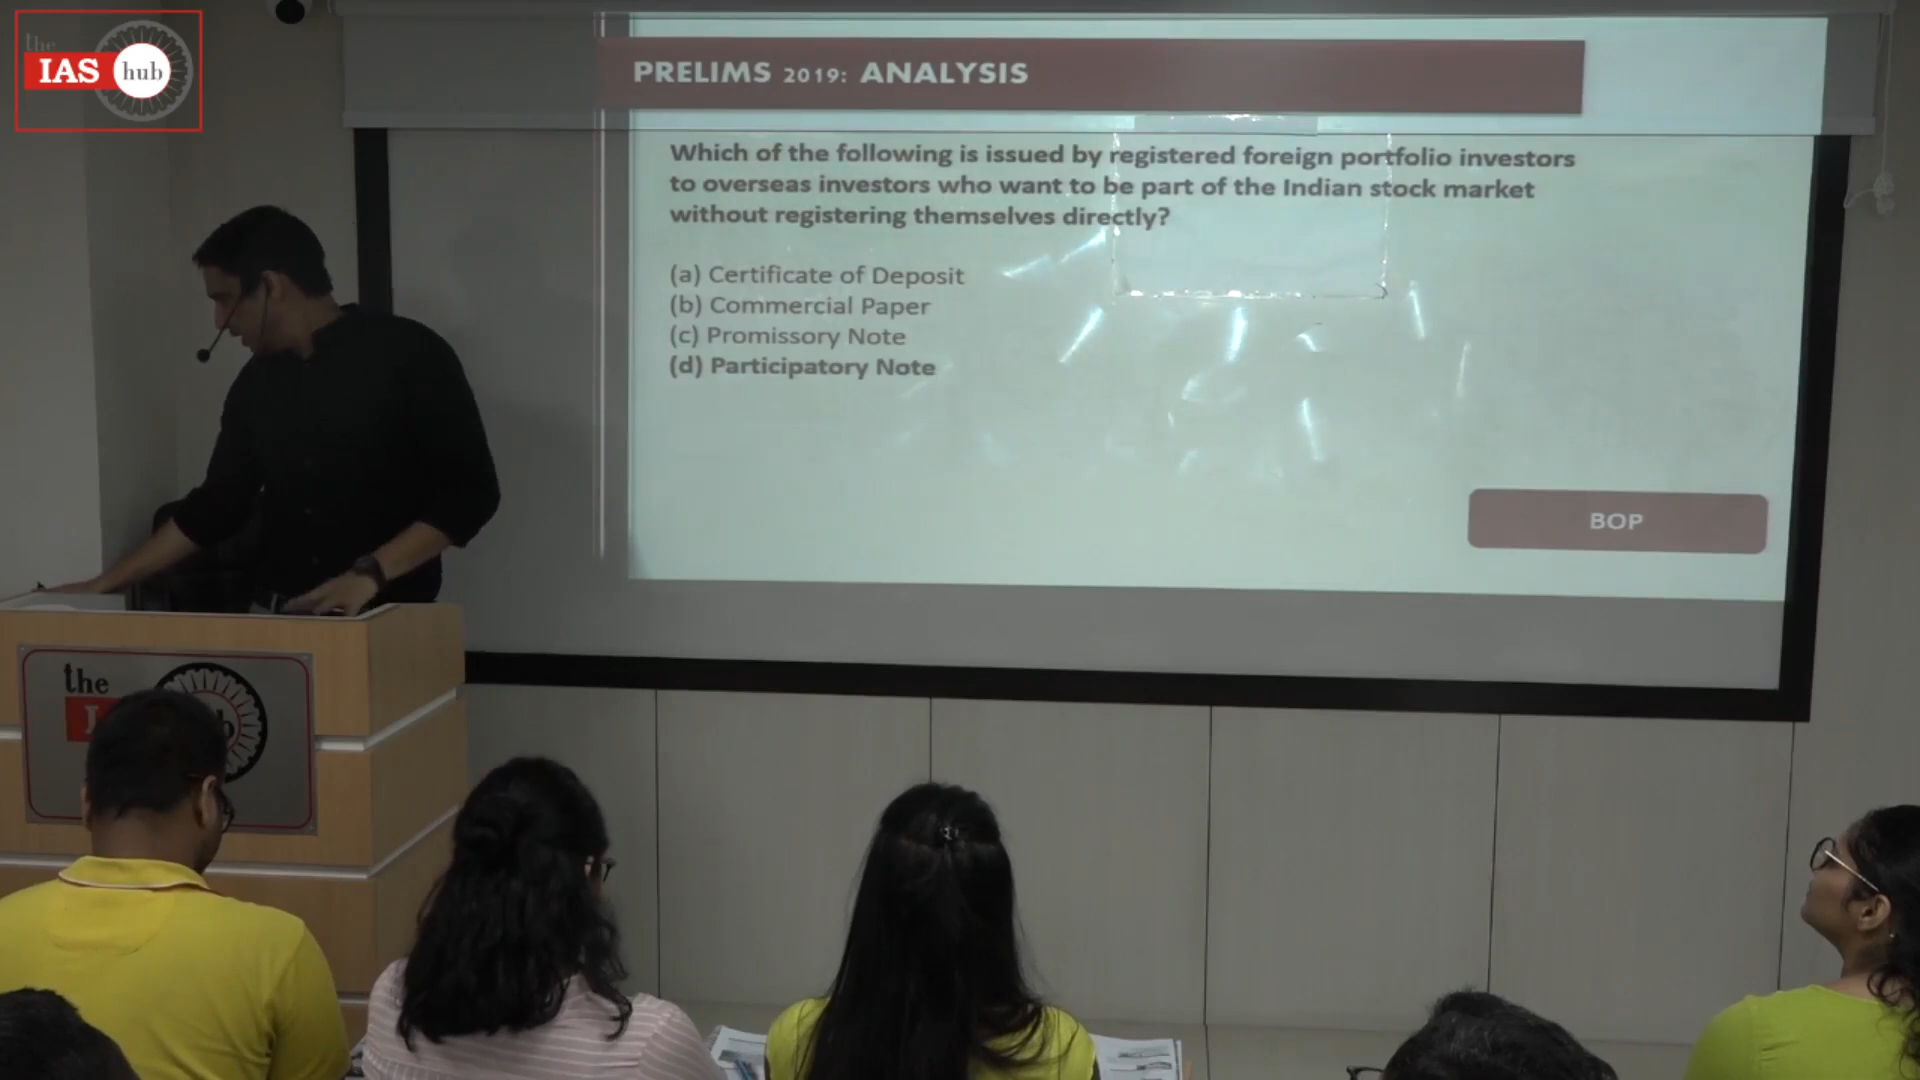 the
IAS hub
PRELIMS 2019: ANALYSIS
Which of the following is issued by registered foreign portfolio investors
to overseas investors who want to be part of the Indian stock market
without registering themselves directly?
(a) Certificate of Deposit
(b) Commercial Paper
(c) Promissory Note
(d) Participatory Note
BOP
the